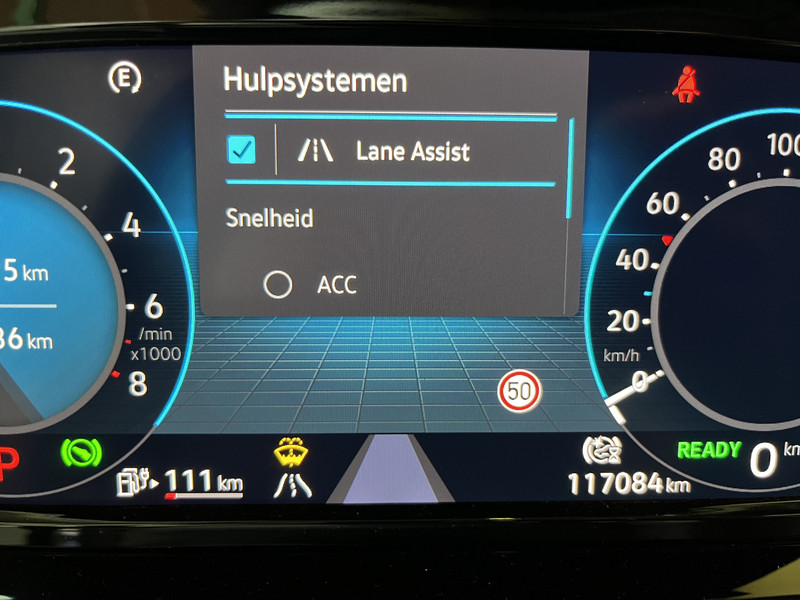 E
Hulpsystemen
Lane Assist
Snelheid
ACC
2
4
6
8
/min
x1000
5 km
36 km
100
80
60
40
20
0
km/h
50
P
111 km
READY
0 km
117084 km